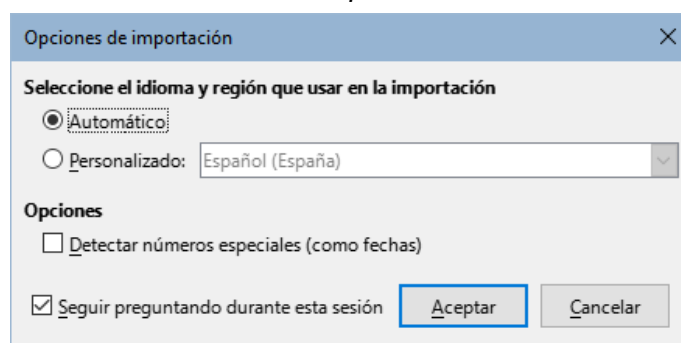 Opciones de importación
Seleccione el idioma y región que usar en la importación
Automático
Personalizado: Español (España)
Opciones
Detectar números especiales (como fechas)
Seguir preguntando durante esta sesión Aceptar Cancelar